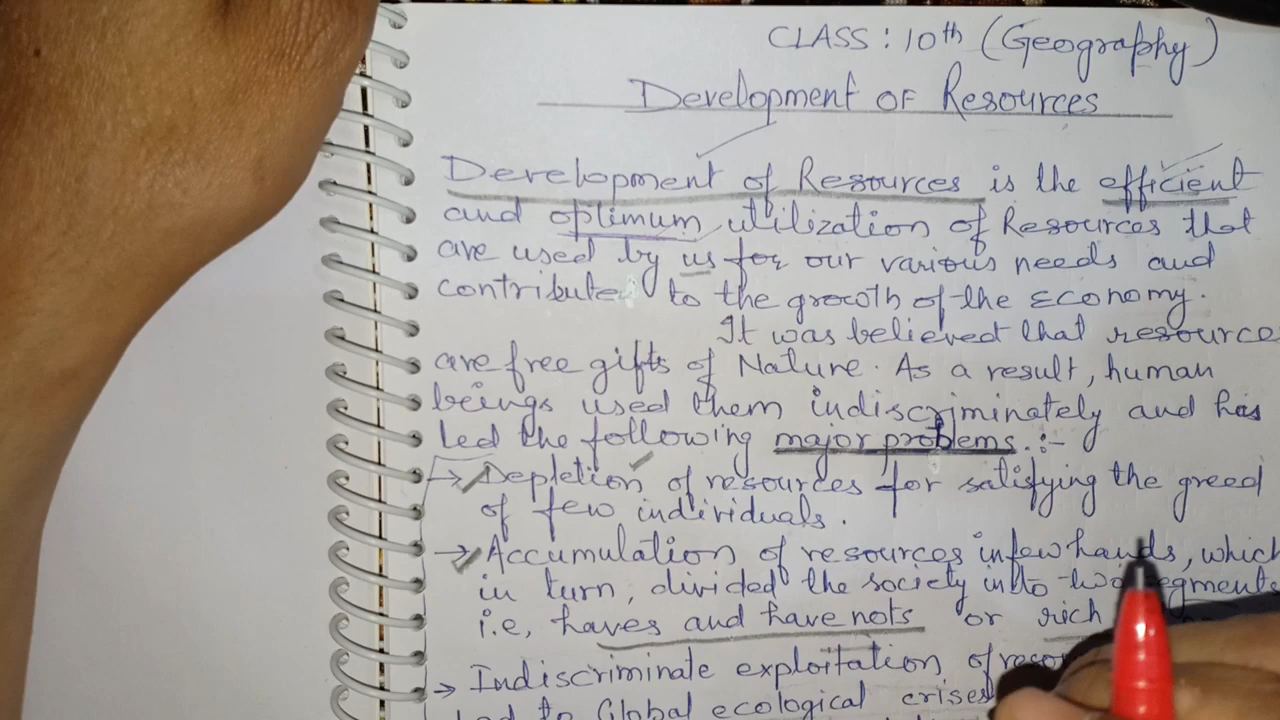 CLASS : 10th (Geography)
Development OF Resources
Development of Resources is the efficient
and optimum utilization of Resources that
are used by us for our various needs and
contribute to the growth of the Economy.
It was believed that resource
are free gifts of Nature. As a result, human
beings used them indiscriminately and has
led the following major problems :-
→ Depletion of resources for satisfying the greed
of few individuals.
→ Accumulation of resources in few hands, which
in turn, divided the society into two segments
i.e, haves and have nots or rich
→ Indiscriminate exploitation of
led to Global ecological crises